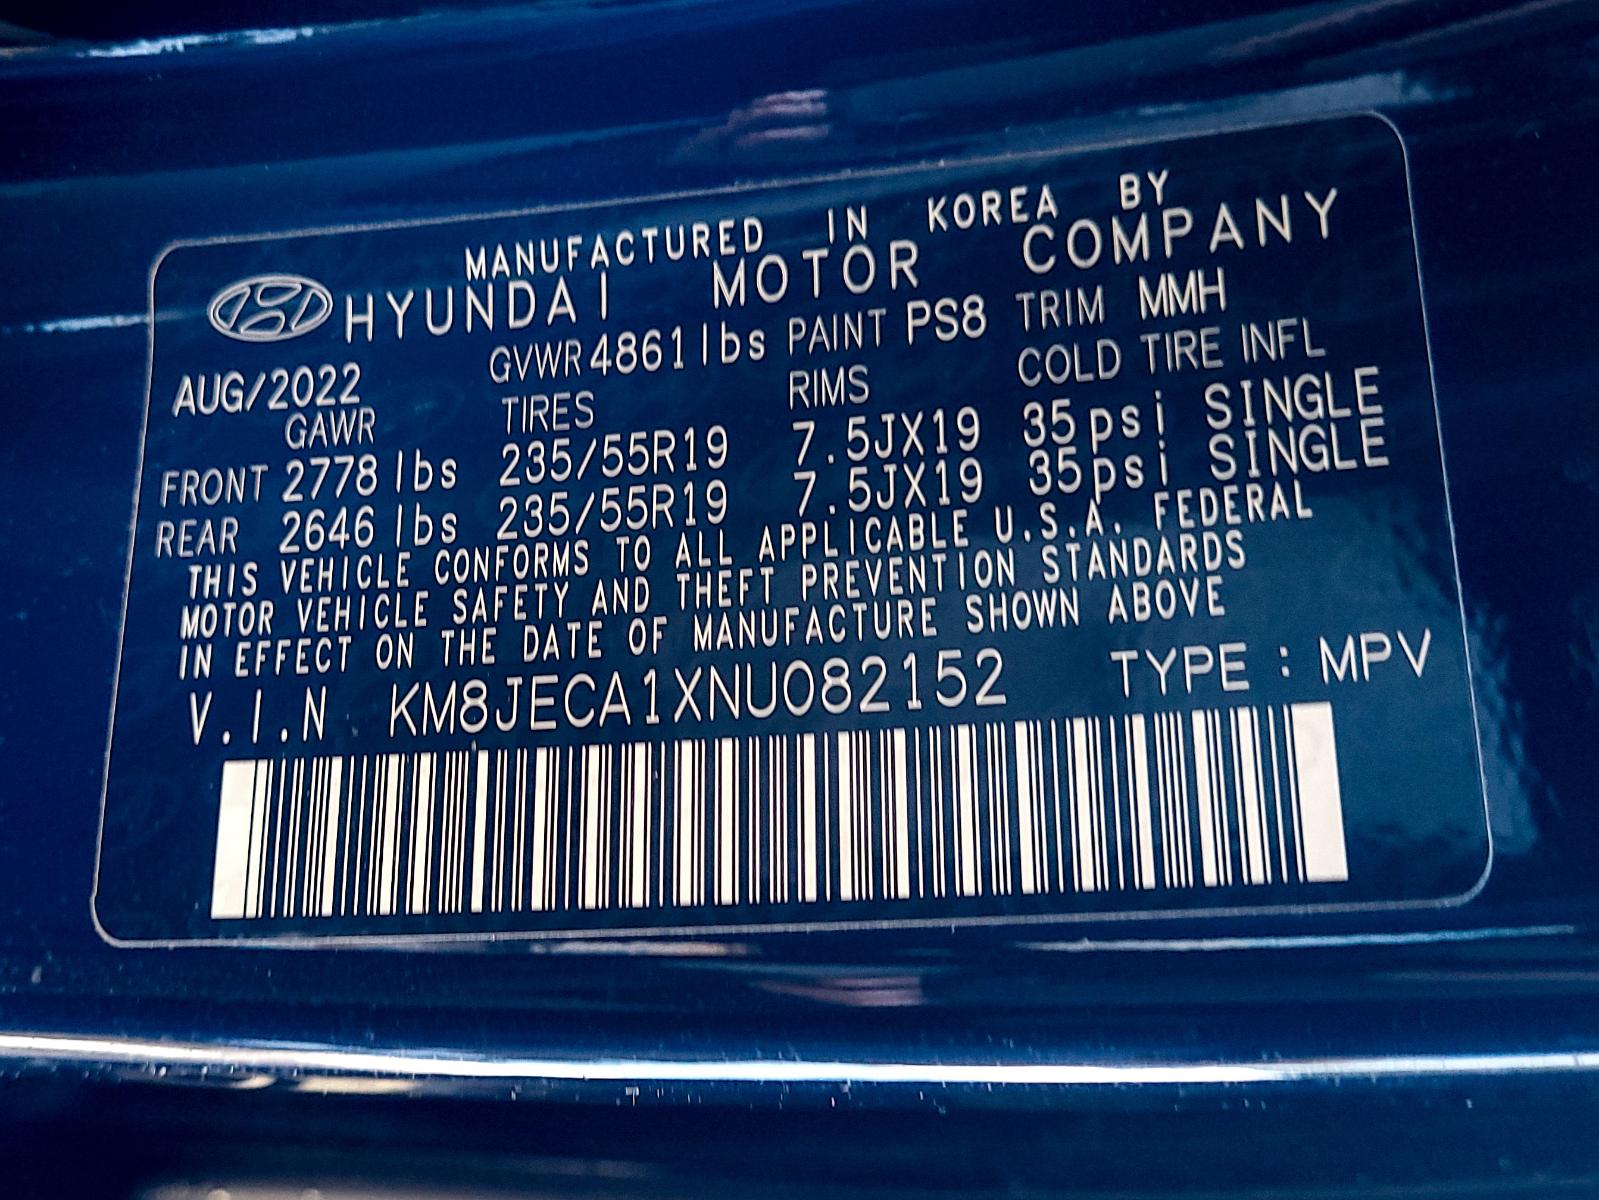 MANUFACTURED IN KOREA BY
HYUNDAI MOTOR COMPANY
AUG/2022 GVWR 4861 lbs PAINT PS8 TRIM MMH
GAWR TIRES RIMS COLD TIRE INFL
FRONT 2778 lbs 235/55R19 7.5JX19 35psi SINGLE
REAR 2646 lbs 235/55R19 7.5JX19 35psi SINGLE
THIS VEHICLE CONFORMS TO ALL APPLICABLE U.S.A. FEDERAL
MOTOR VEHICLE SAFETY AND THEFT PREVENTION STANDARDS
IN EFFECT ON THE DATE OF MANUFACTURE SHOWN ABOVE
V.I.N KM8JECA1XNU082152 TYPE : MPV